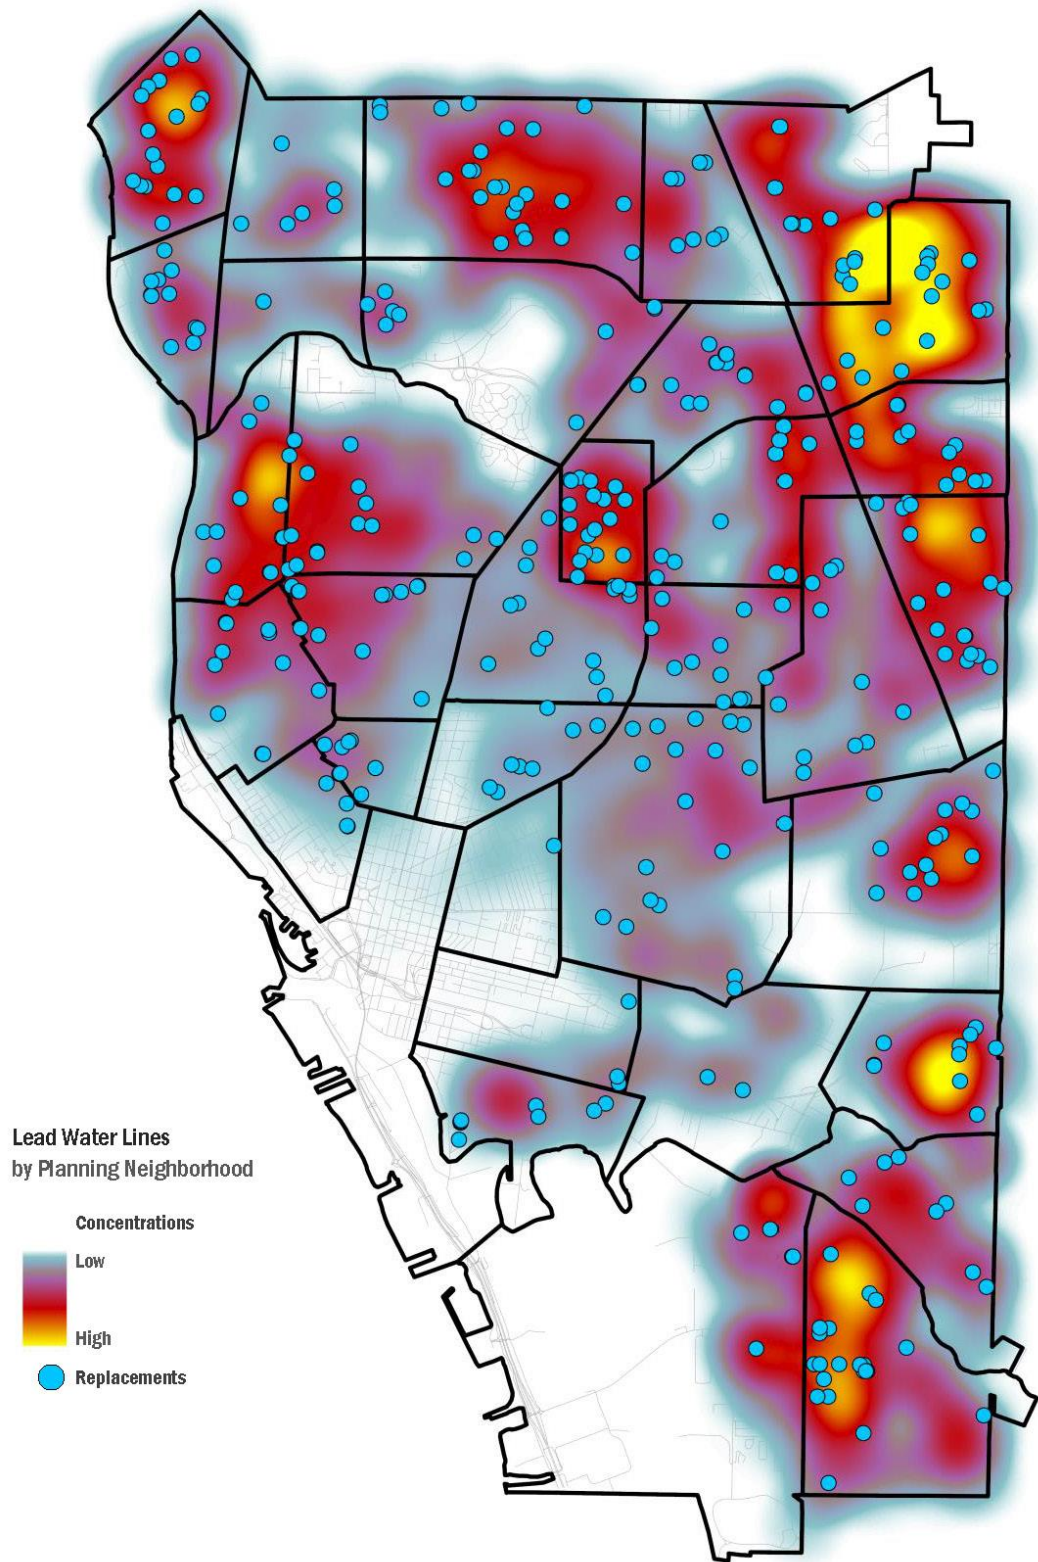 Lead Water Lines
by Planning Neighborhood
Concentrations
Low
High
Replacements